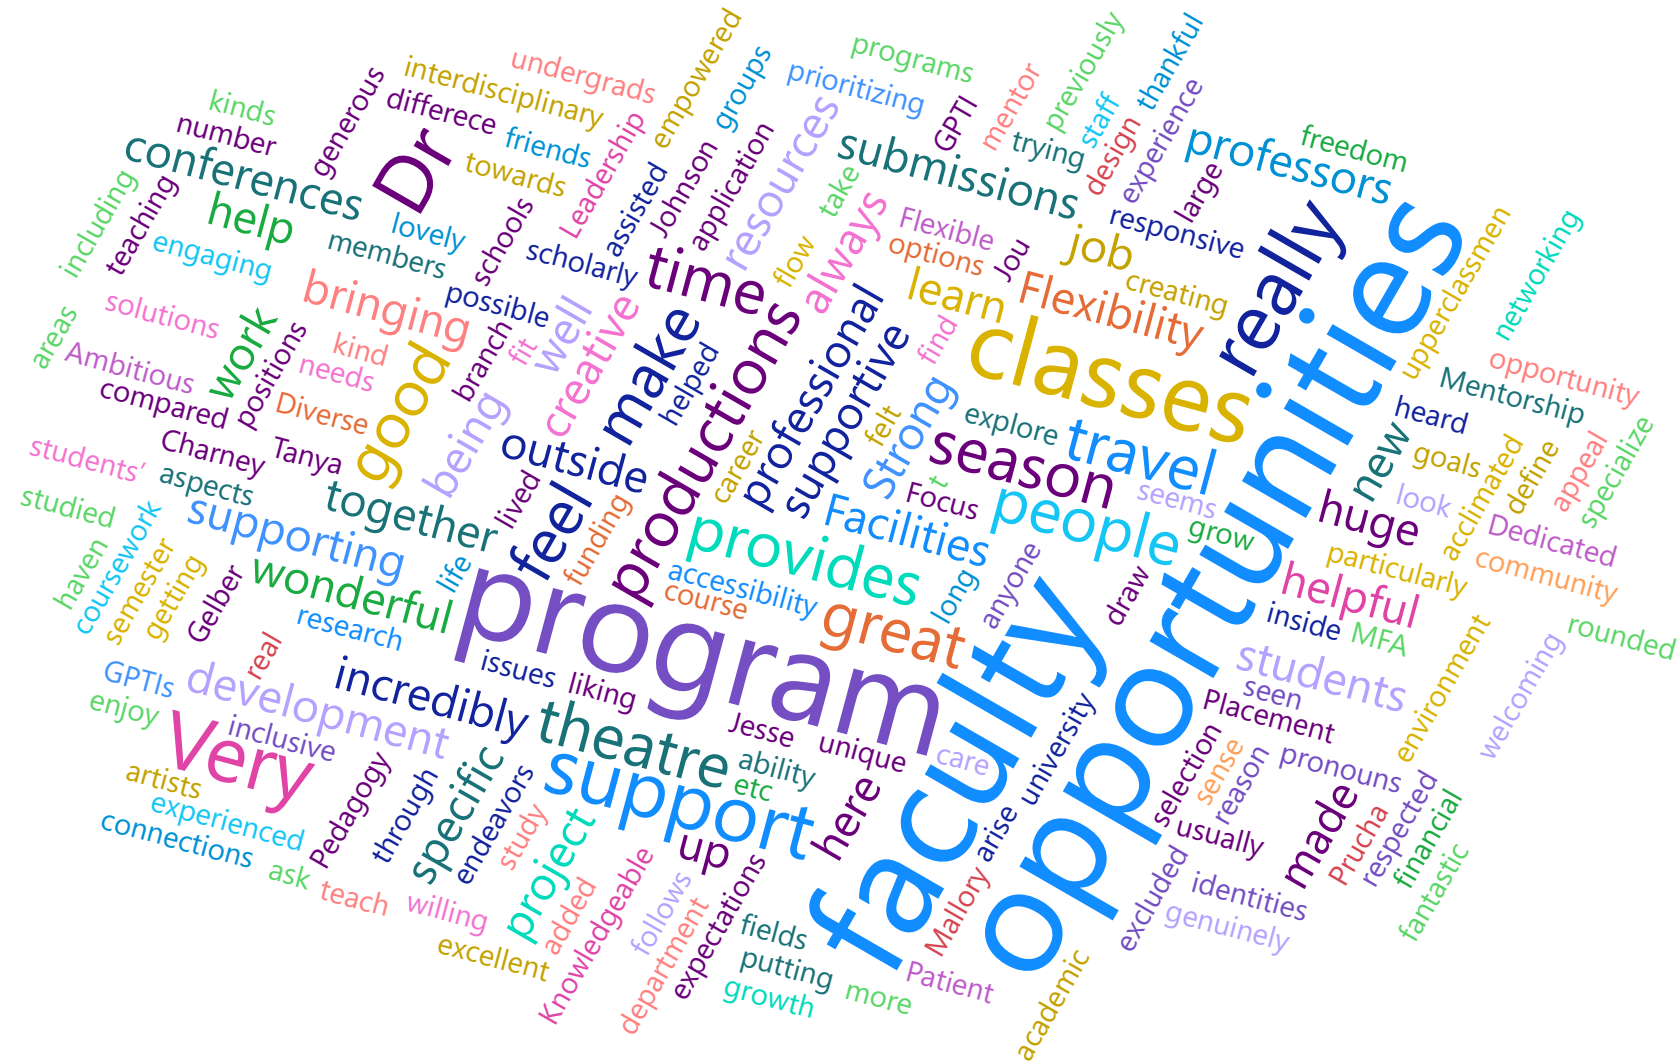 programs
undergrads
interdisciplinary
empowered
groups
prioritizing
previously
thankful
mentor
GPTI
staff
design
experience
trying
kinds
number
generous
differece
friends
towards
Leadership
Johnson
application
resources
submissions
professors
freedom
large
conferences
Dr
including
teaching
help
lovely
members
schools
assisted
scholarly
take
always
Flexible
options
Jou
job
responsive
creating
really
opportunities
upperclassmen
networking
engaging
solutions
areas
Ambitious
compared
work
positions
bringing
kind
needs
possible
branch
fit
well
creative
times
flow
make
helped
productions
professional
supportive
learn
find
Flexibility
classes
opportunity
Mentorship
heard
goals
new
look
acclimated
define
appeal
specialize
Diverse
good
being
outside
career
felt
Strong
explore
travel
season
seems
t
Focus
people
grow
huge
particularly
Dedicated
community
students’
studied
Charney
Tanya
aspects
together
lived
feel
funding
Facilities
provides
accessibility
course
great
long
anyone
draw
helpful
inside
MFA
rounded
haven
coursework
semester
getting
Gelber
supporting
wonderful
life
research
real
program
issues
liking
Jesse
unique
care
faculty
university
students
seen
Placement
environment
welcoming
GPTIs
enjoy
development
inclusive
Very
incredibly
theatre
ability
etc
support
here
up
arise
selection
sense
reason
pronouns
made
Prucha
respected
financial
fantastic
usually
artists
experienced
connections
Pedagogy
through
specific
endeavors
study
project
ask
teach
willing
excellent
added
Knowledgeable
follows
department
expectations
fields
putting
growth
more
Mallory
Patient
excluded
identities
genuinely
academic